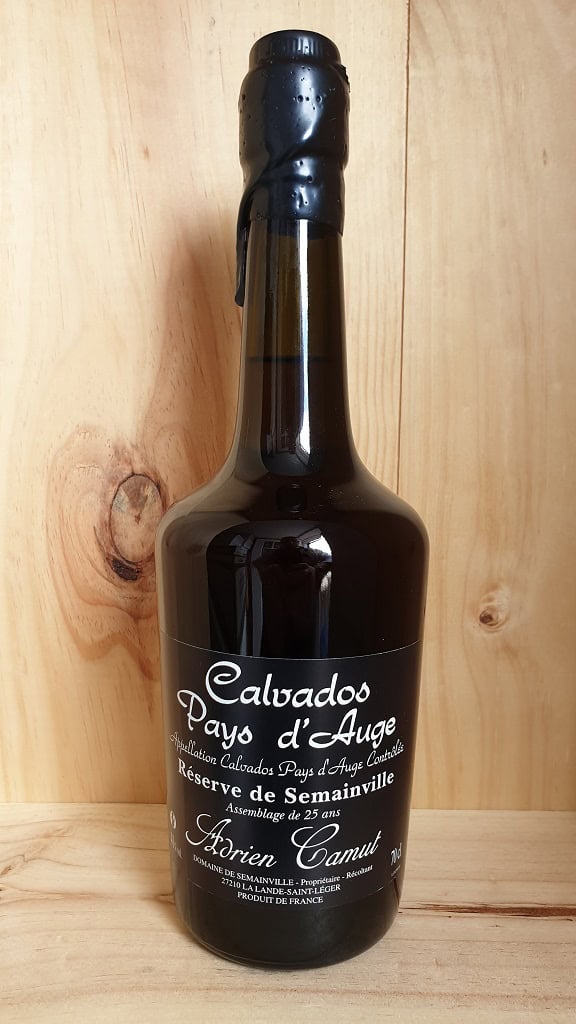 Calvados
Pays d'Auge
Appellation Calvados Pays d'Auge Contrôlée
Réserve de Semainville
Assemblage de 25 ans
Adrien Camut
70 cl
DOMAINE DE SEMAINVILLE - Propriétaire - Récoltant
27210 LA LANDE-SAINT-LÉGER
PRODUIT DE FRANCE